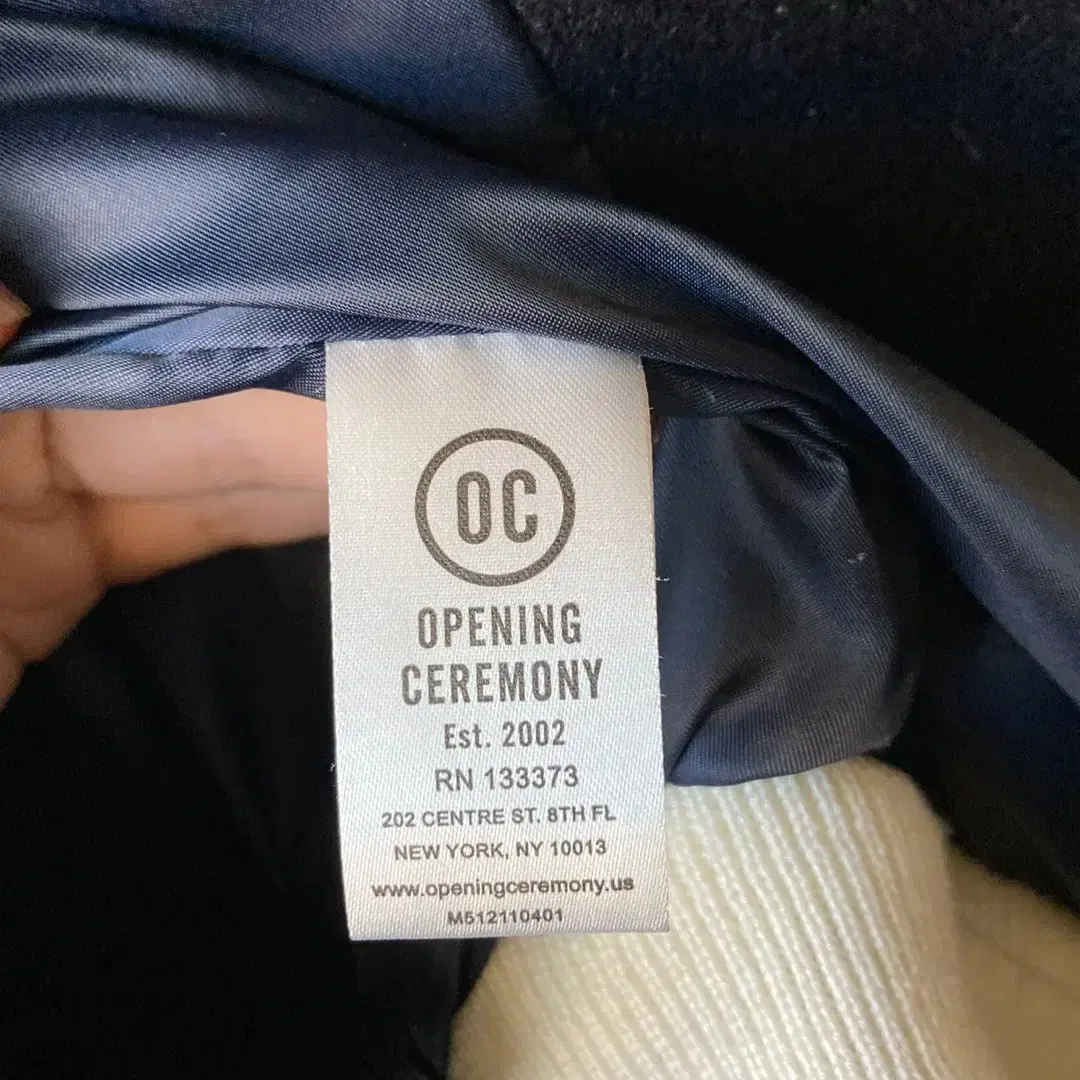 OC
OPENING
CEREMONY
Est. 2002
RN 133373
202 CENTRE ST. 8TH FL
NEW YORK, NY 10013
www.openingceremony.us
M512110401